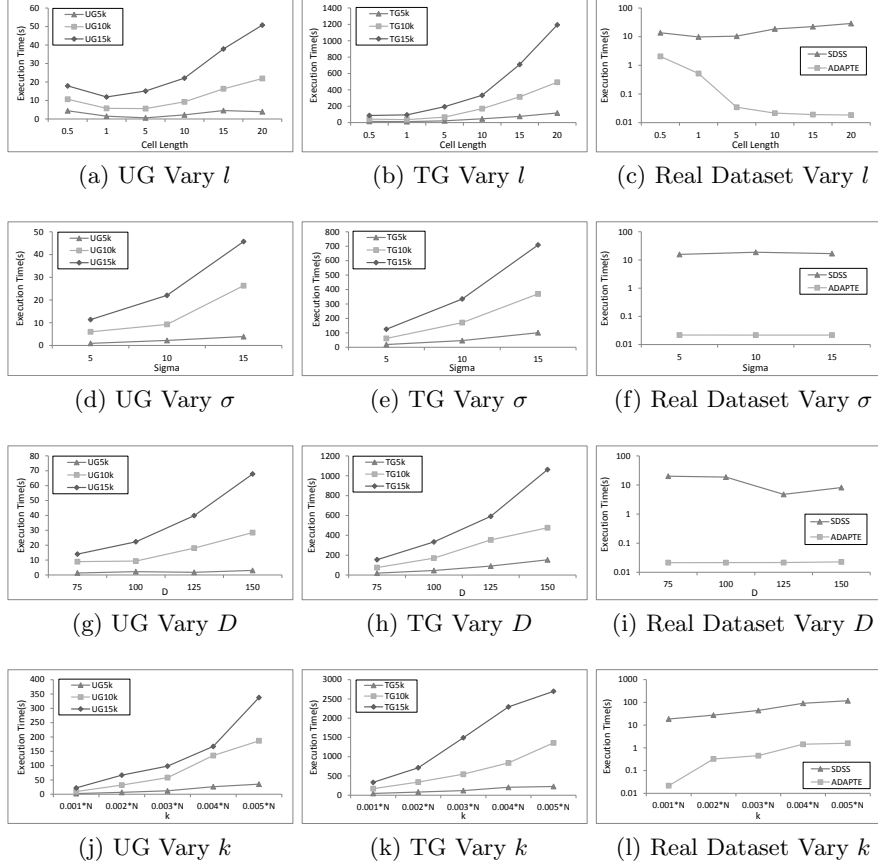 60
50
40
30
20
10
0
Execution Time(s)
UG5k
UG10k
UG15k
0.5 1 5 10 15 20
Cell Length
(a) UG Vary l
1400
1200
1000
800
600
400
200
0
Execution Time(s)
TG5k
TG10k
TG15k
0.5 1 5 10 15 20
Cell Length
(b) TG Vary l
100
10
1
0.1
0.01
Execution Time(s)
SDSS
ADAPTE
0.5 1 5 10 15 20
Cell Length
(c) Real Dataset Vary l
50
40
30
20
10
0
Execution Time(s)
UG5k
UG10k
UG15k
5 10 15
Sigma
(d) UG Vary σ
800
700
600
500
400
300
200
100
0
Execution Time(s)
TG5k
TG10k
TG15k
5 10 15
Sigma
(e) TG Vary σ
100
10
1
0.1
0.01
Execution Time(s)
SDSS
ADAPTE
5 10 15
Sigma
(f) Real Dataset Vary σ
80
70
60
50
40
30
20
10
0
Execution Time(s)
UG5k
UG10k
UG15k
75 100 125 150
D
(g) UG Vary D
1200
1000
800
600
400
200
0
Execution Time(s)
TG5k
TG10k
TG15k
75 100 125 150
D
(h) TG Vary D
100
10
1
0.1
0.01
Execution Time(s)
SDSS
ADAPTE
75 100 125 150
D
(i) Real Dataset Vary D
400
350
300
250
200
150
100
50
0
Execution Time(s)
UG5k
UG10k
UG15k
0.001*N 0.002*N 0.003*N 0.004*N 0.005*N
k
(j) UG Vary k
3000
2500
2000
1500
1000
500
0
Execution Time(s)
TG5k
TG10k
TG15k
0.001*N 0.002*N 0.003*N 0.004*N 0.005*N
k
(k) TG Vary k
1000
100
10
1
0.1
0.01
Execution Time(s)
SDSS
ADAPTE
0.001*N 0.002*N 0.003*N 0.004*N 0.005*N
k
(l) Real Dataset Vary k